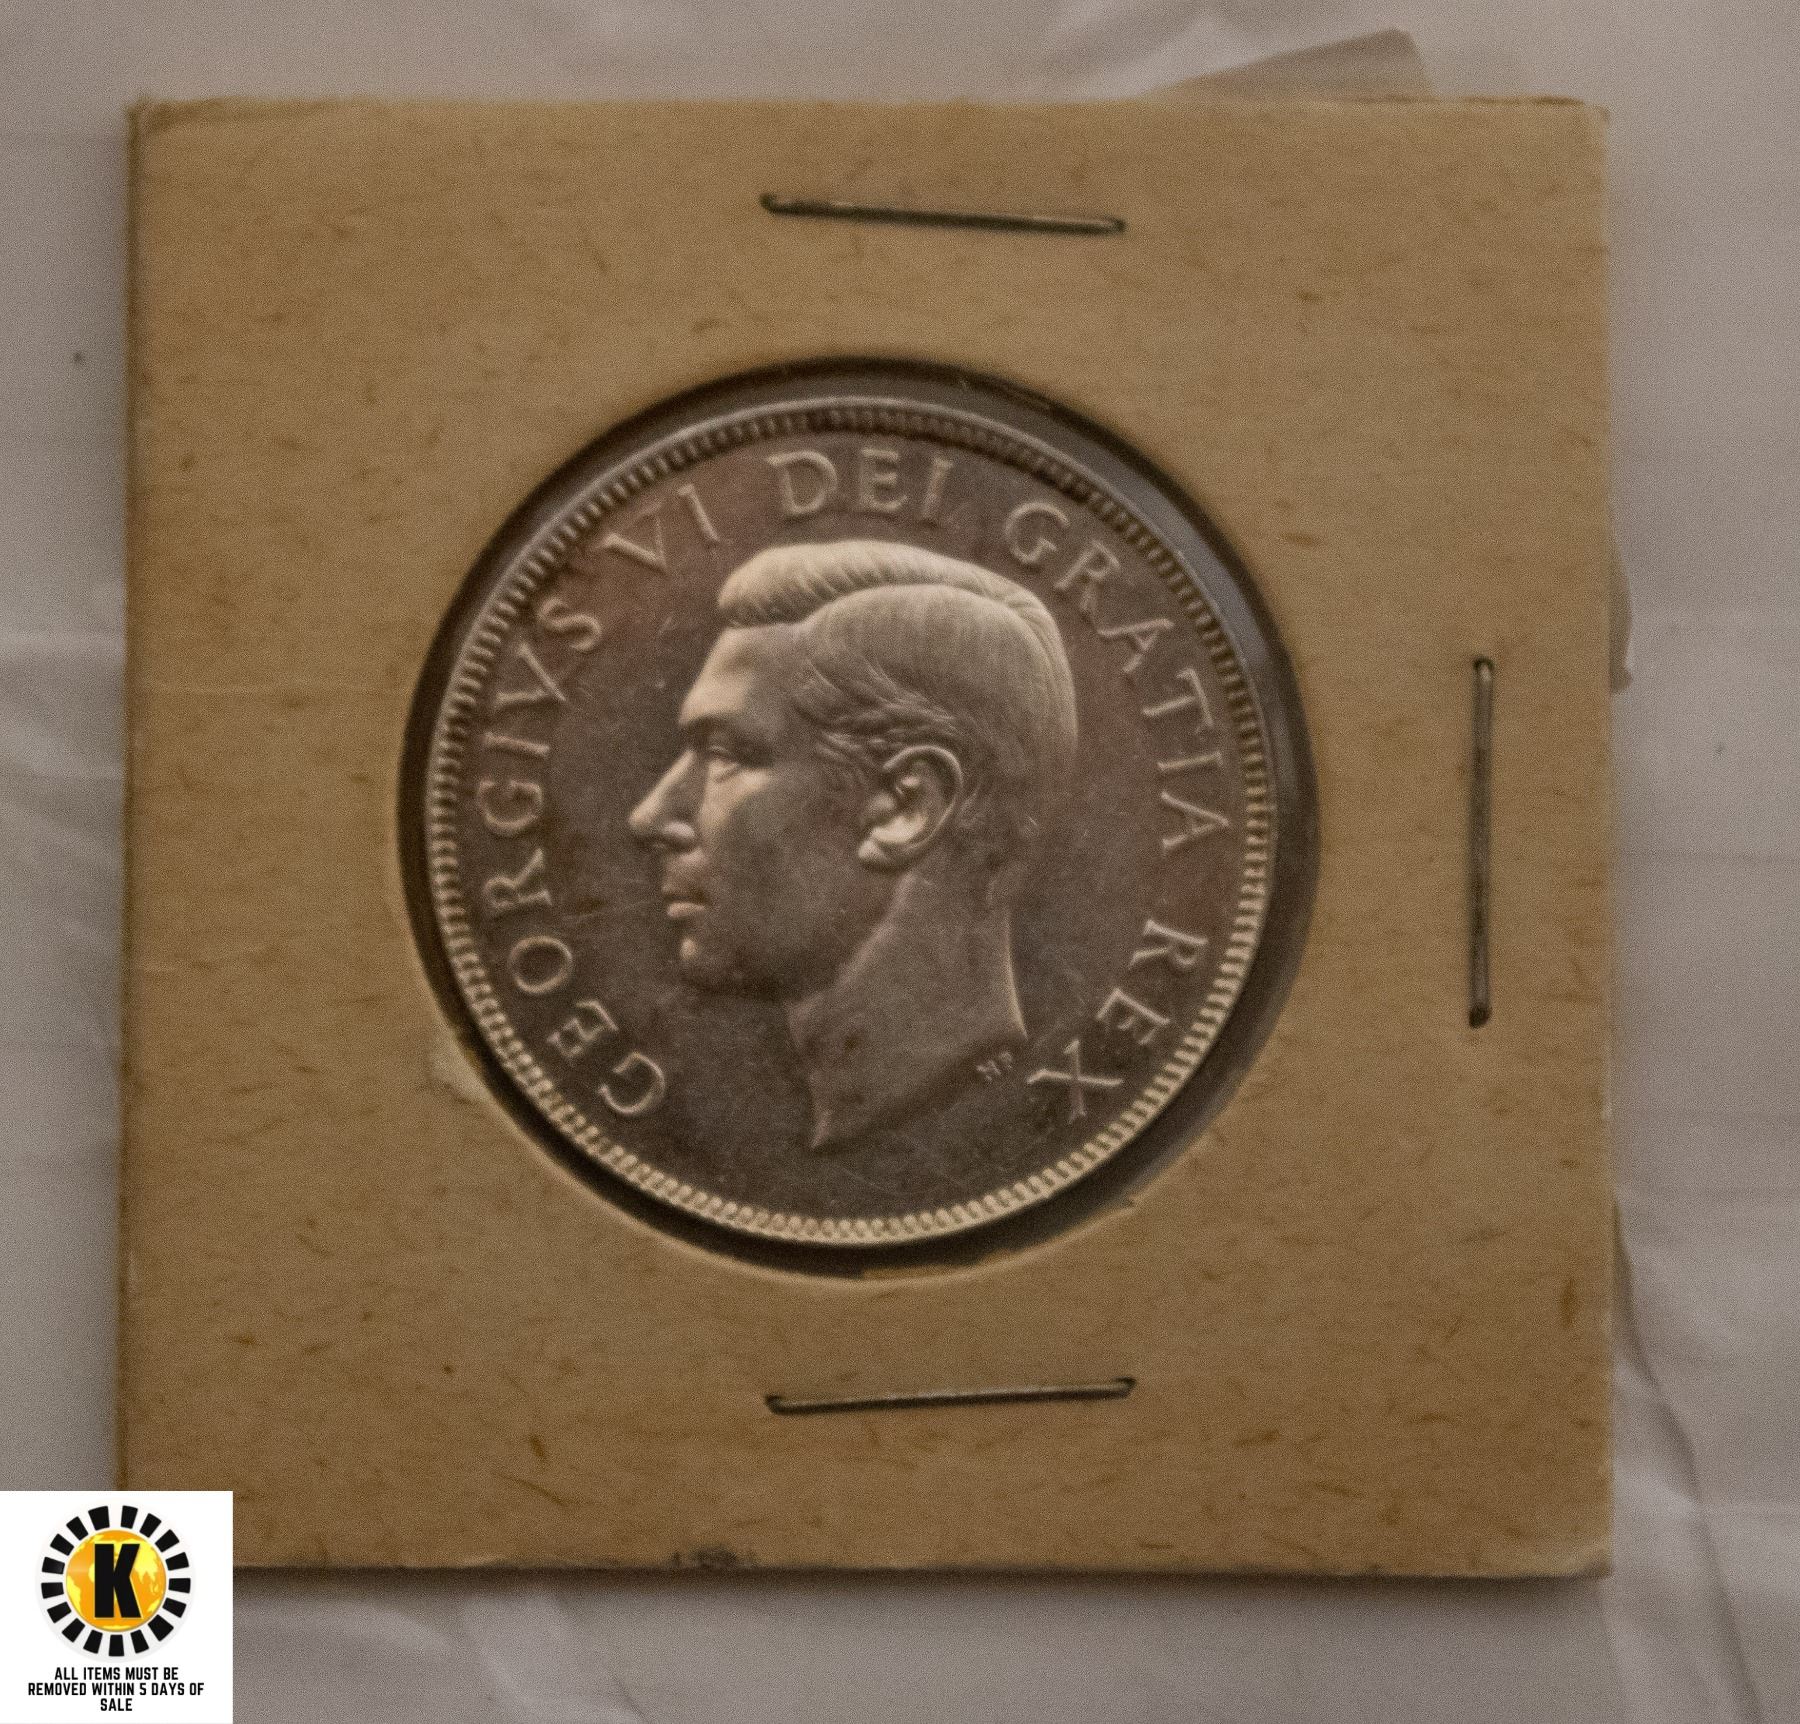 GEORGIVS VI DEI GRATIA REX
HP
K
ALL ITEMS MUST BE
REMOVED WITHIN 5 DAYS OF
SALE